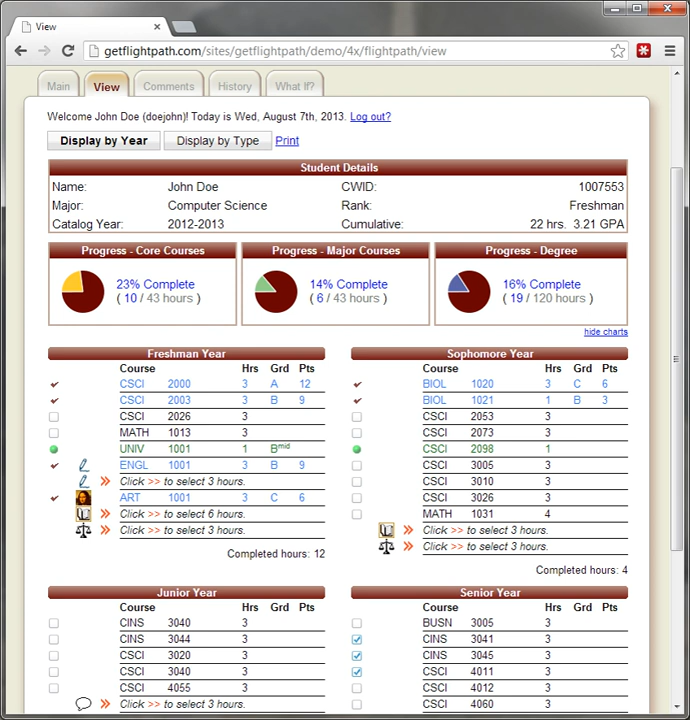 View
getflightpath.com/sites/getflightpath/demo/4x/flightpath/view
Main View Comments History What If?
Welcome John Doe (doejohn)! Today is Wed, August 7th, 2013. Log out?
Display by Year Display by Type Print
Student Details
Name: John Doe CWID: 1007553
Major: Computer Science Rank: Freshman
Catalog Year: 2012-2013 Cumulative: 22 hrs. 3.21 GPA
Progress - Core Courses Progress - Major Courses Progress - Degree
23% Complete 14% Complete 16% Complete
( 10 / 43 hours ) ( 6 / 43 hours ) ( 19 / 120 hours )
hide charts
Freshman Year
Course Hrs Grd Pts
CSCI 2000 3 A 12
CSCI 2003 3 B 9
CSCI 2026 3
MATH 1013 3
UNIV 1001 1 Bmid
ENGL 1001 3 B 9
Click >> to select 3 hours.
ART 1001 3 C 6
Click >> to select 6 hours.
Click >> to select 3 hours.
Completed hours: 12
Sophomore Year
Course Hrs Grd Pts
BIOL 1020 3 C 6
BIOL 1021 1 B 3
CSCI 2053 3
CSCI 2073 3
CSCI 2098 1
CSCI 3005 3
CSCI 3010 3
CSCI 3026 3
MATH 1031 4
Click >> to select 3 hours.
Click >> to select 3 hours.
Completed hours: 4
Junior Year
Course Hrs Grd Pts
CINS 3040 3
CINS 3044 3
CSCI 3020 3
CSCI 3040 3
CSCI 4055 3
Click >> to select 3 hours.
Senior Year
Course Hrs Grd Pts
BUSN 3005 3
CINS 3041 3
CINS 3045 3
CSCI 4011 3
CSCI 4012 3
CSCI 4060 3